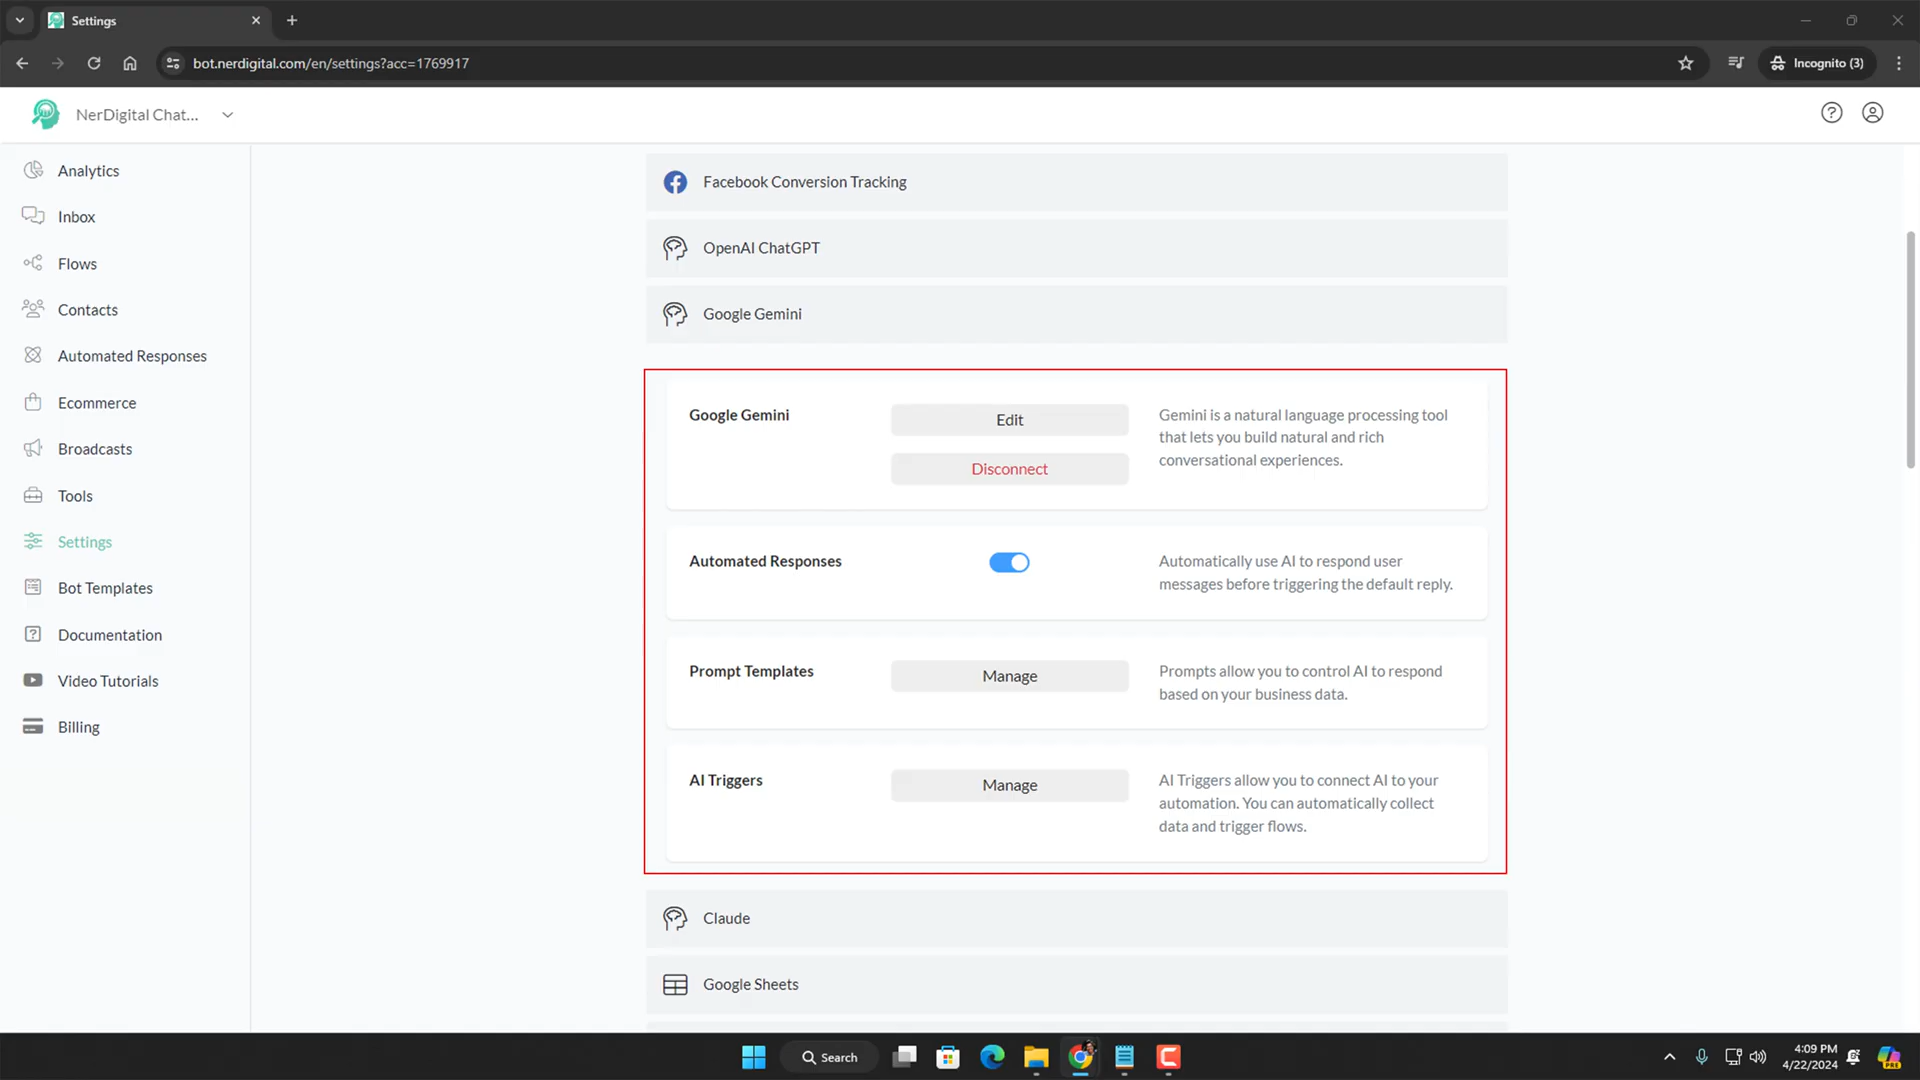 Settings
bot.nerdigital.com/en/settings?acc=1769917
Incognito (3)
NerDigital Chat...
Analytics
Inbox
Flows
Contacts
Automated Responses
Ecommerce
Broadcasts
Tools
Settings
Bot Templates
Documentation
Video Tutorials
Billing
Facebook Conversion Tracking
OpenAI ChatGPT
Google Gemini
Google Gemini
Edit
Disconnect
Gemini is a natural language processing tool
that lets you build natural and rich
conversational experiences.
Automated Responses
Automatically use AI to respond user
messages before triggering the default reply.
Prompt Templates
Manage
Prompts allow you to control AI to respond
based on your business data.
AI Triggers
Manage
AI Triggers allow you to connect AI to your
automation. You can automatically collect
data and trigger flows.
Claude
Google Sheets
Search
4:09 PM
4/22/2024
PRE